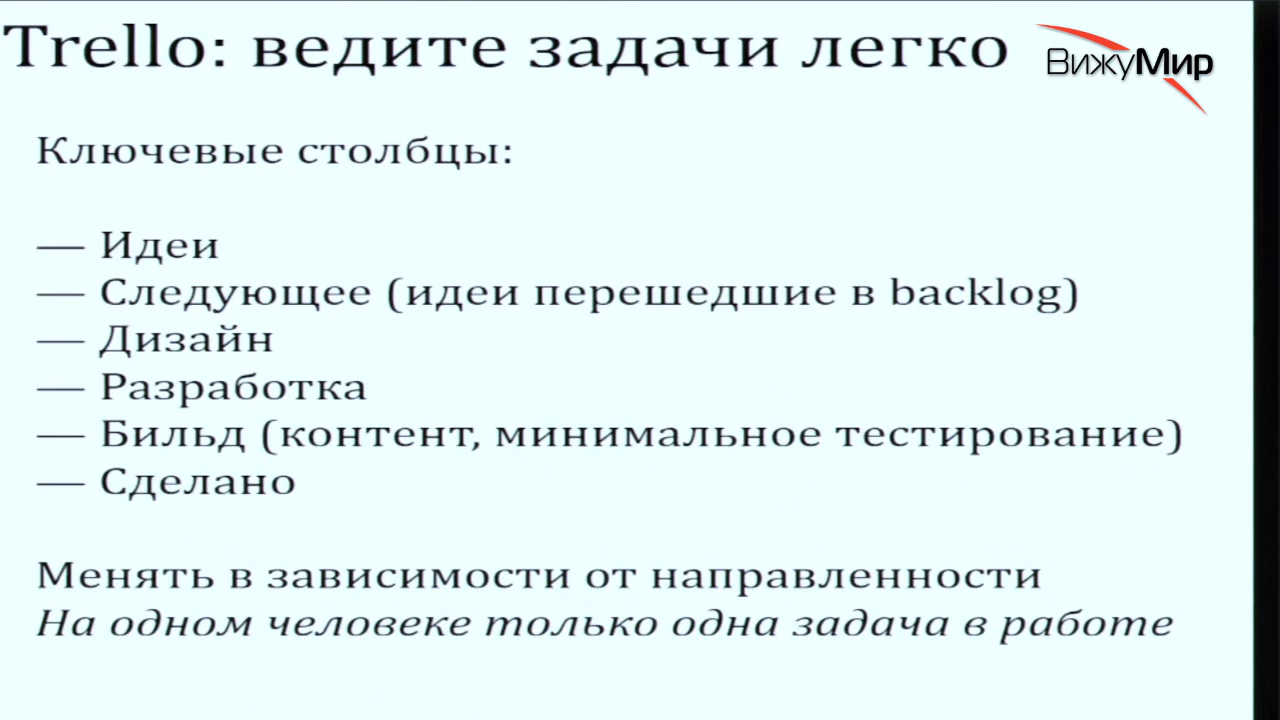 Trello: ведите задачи легко
ВижуМир
Ключевые столбцы:
— Идеи
— Следующее (идеи перешедшие в backlog)
— Дизайн
— Разработка
— Бильд (контент, минимальное тестирование)
— Сделано
Менять в зависимости от направленности
На одном человеке только одна задача в работе